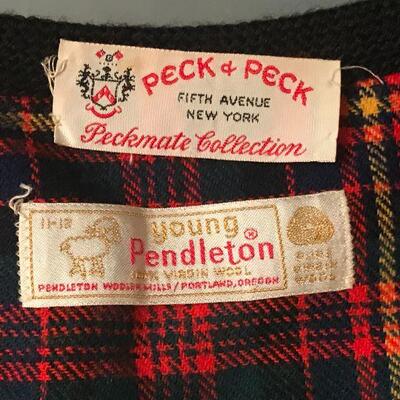 PECK & PECK
FIFTH AVENUE
NEW YORK
Peckmate Collection
11-12
young
Pendleton®
VIRGIN WOOL
PENDLETON WOOLEN MILLS / PORTLAND, OREGON
PURE